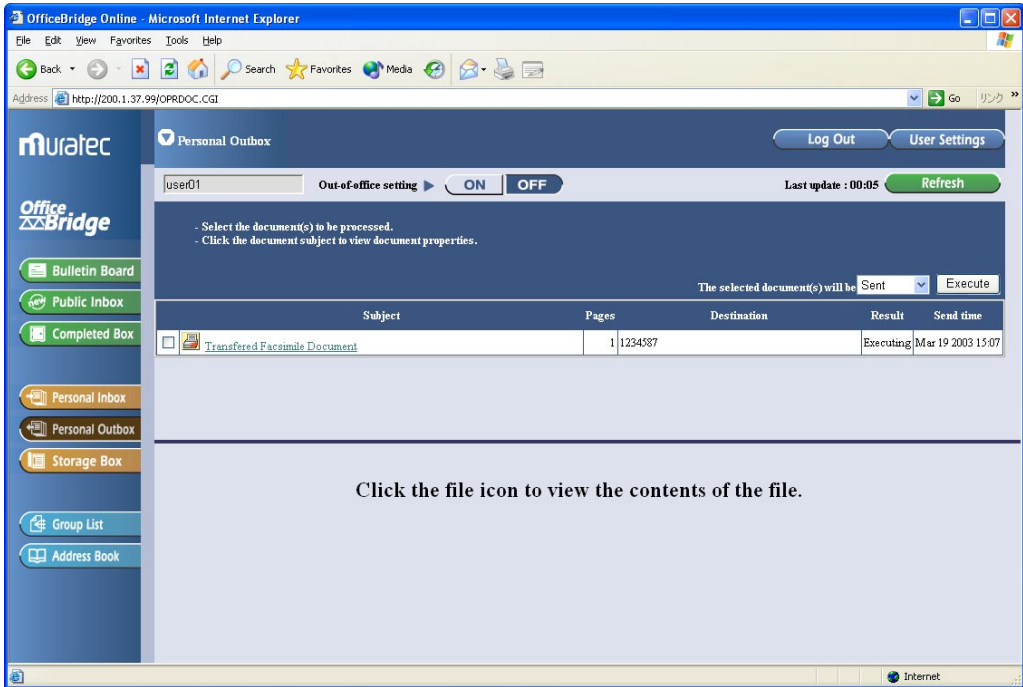 OfficeBridge Online - Microsoft Internet Explorer
File Edit View Favorites Tools Help
Back Search Favorites Media
Address http://200.1.37.99/OPRDOC.CGI Go リンク »
muratec
Personal Outbox
Log Out User Settings
user01 Out-of-office setting ON OFF Last update : 00:05 Refresh
Office
Bridge
- Select the document(s) to be processed.
- Click the document subject to view document properties.
Bulletin Board
The selected document(s) will be Sent Execute
new Public Inbox
Completed Box
Subject Pages Destination Result Send time
Transfered Facsimile Document 1 1234587 Executing Mar 19 2003 15:07
Personal Inbox
Personal Outbox
Storage Box
Click the file icon to view the contents of the file.
Group List
Address Book
Internet